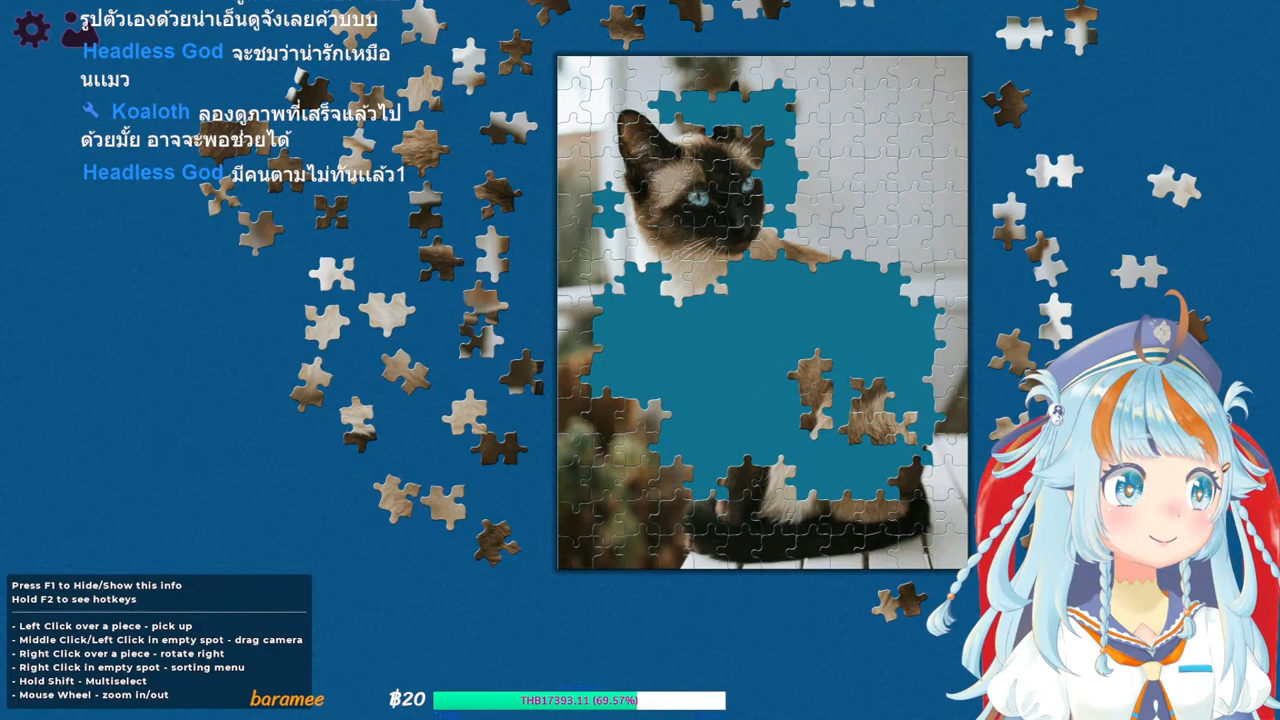 รูปตัวเองด้วยน่าเอ็นดูจังเลยค้าบบบ
Headless God จะชมว่าน่ารักเหมือ
นแมว
Koaloth ลองดูภาพที่เสร็จแล้วไป
ด้วยมั้ย อาจจะพอช่วยได้
Headless God มีคนตามไม่ทันแล้ว1
Press F1 to Hide/Show this info
Hold F2 to see hotkeys
- Left Click over a piece - pick up
- Middle Click/Left Click in empty spot - drag camera
- Right Click over a piece - rotate right
- Right Click in empty spot - sorting menu
- Hold Shift - Multiselect
- Mouse Wheel - zoom in/out
baramee ฿20 THB17393.11 (69.57%)